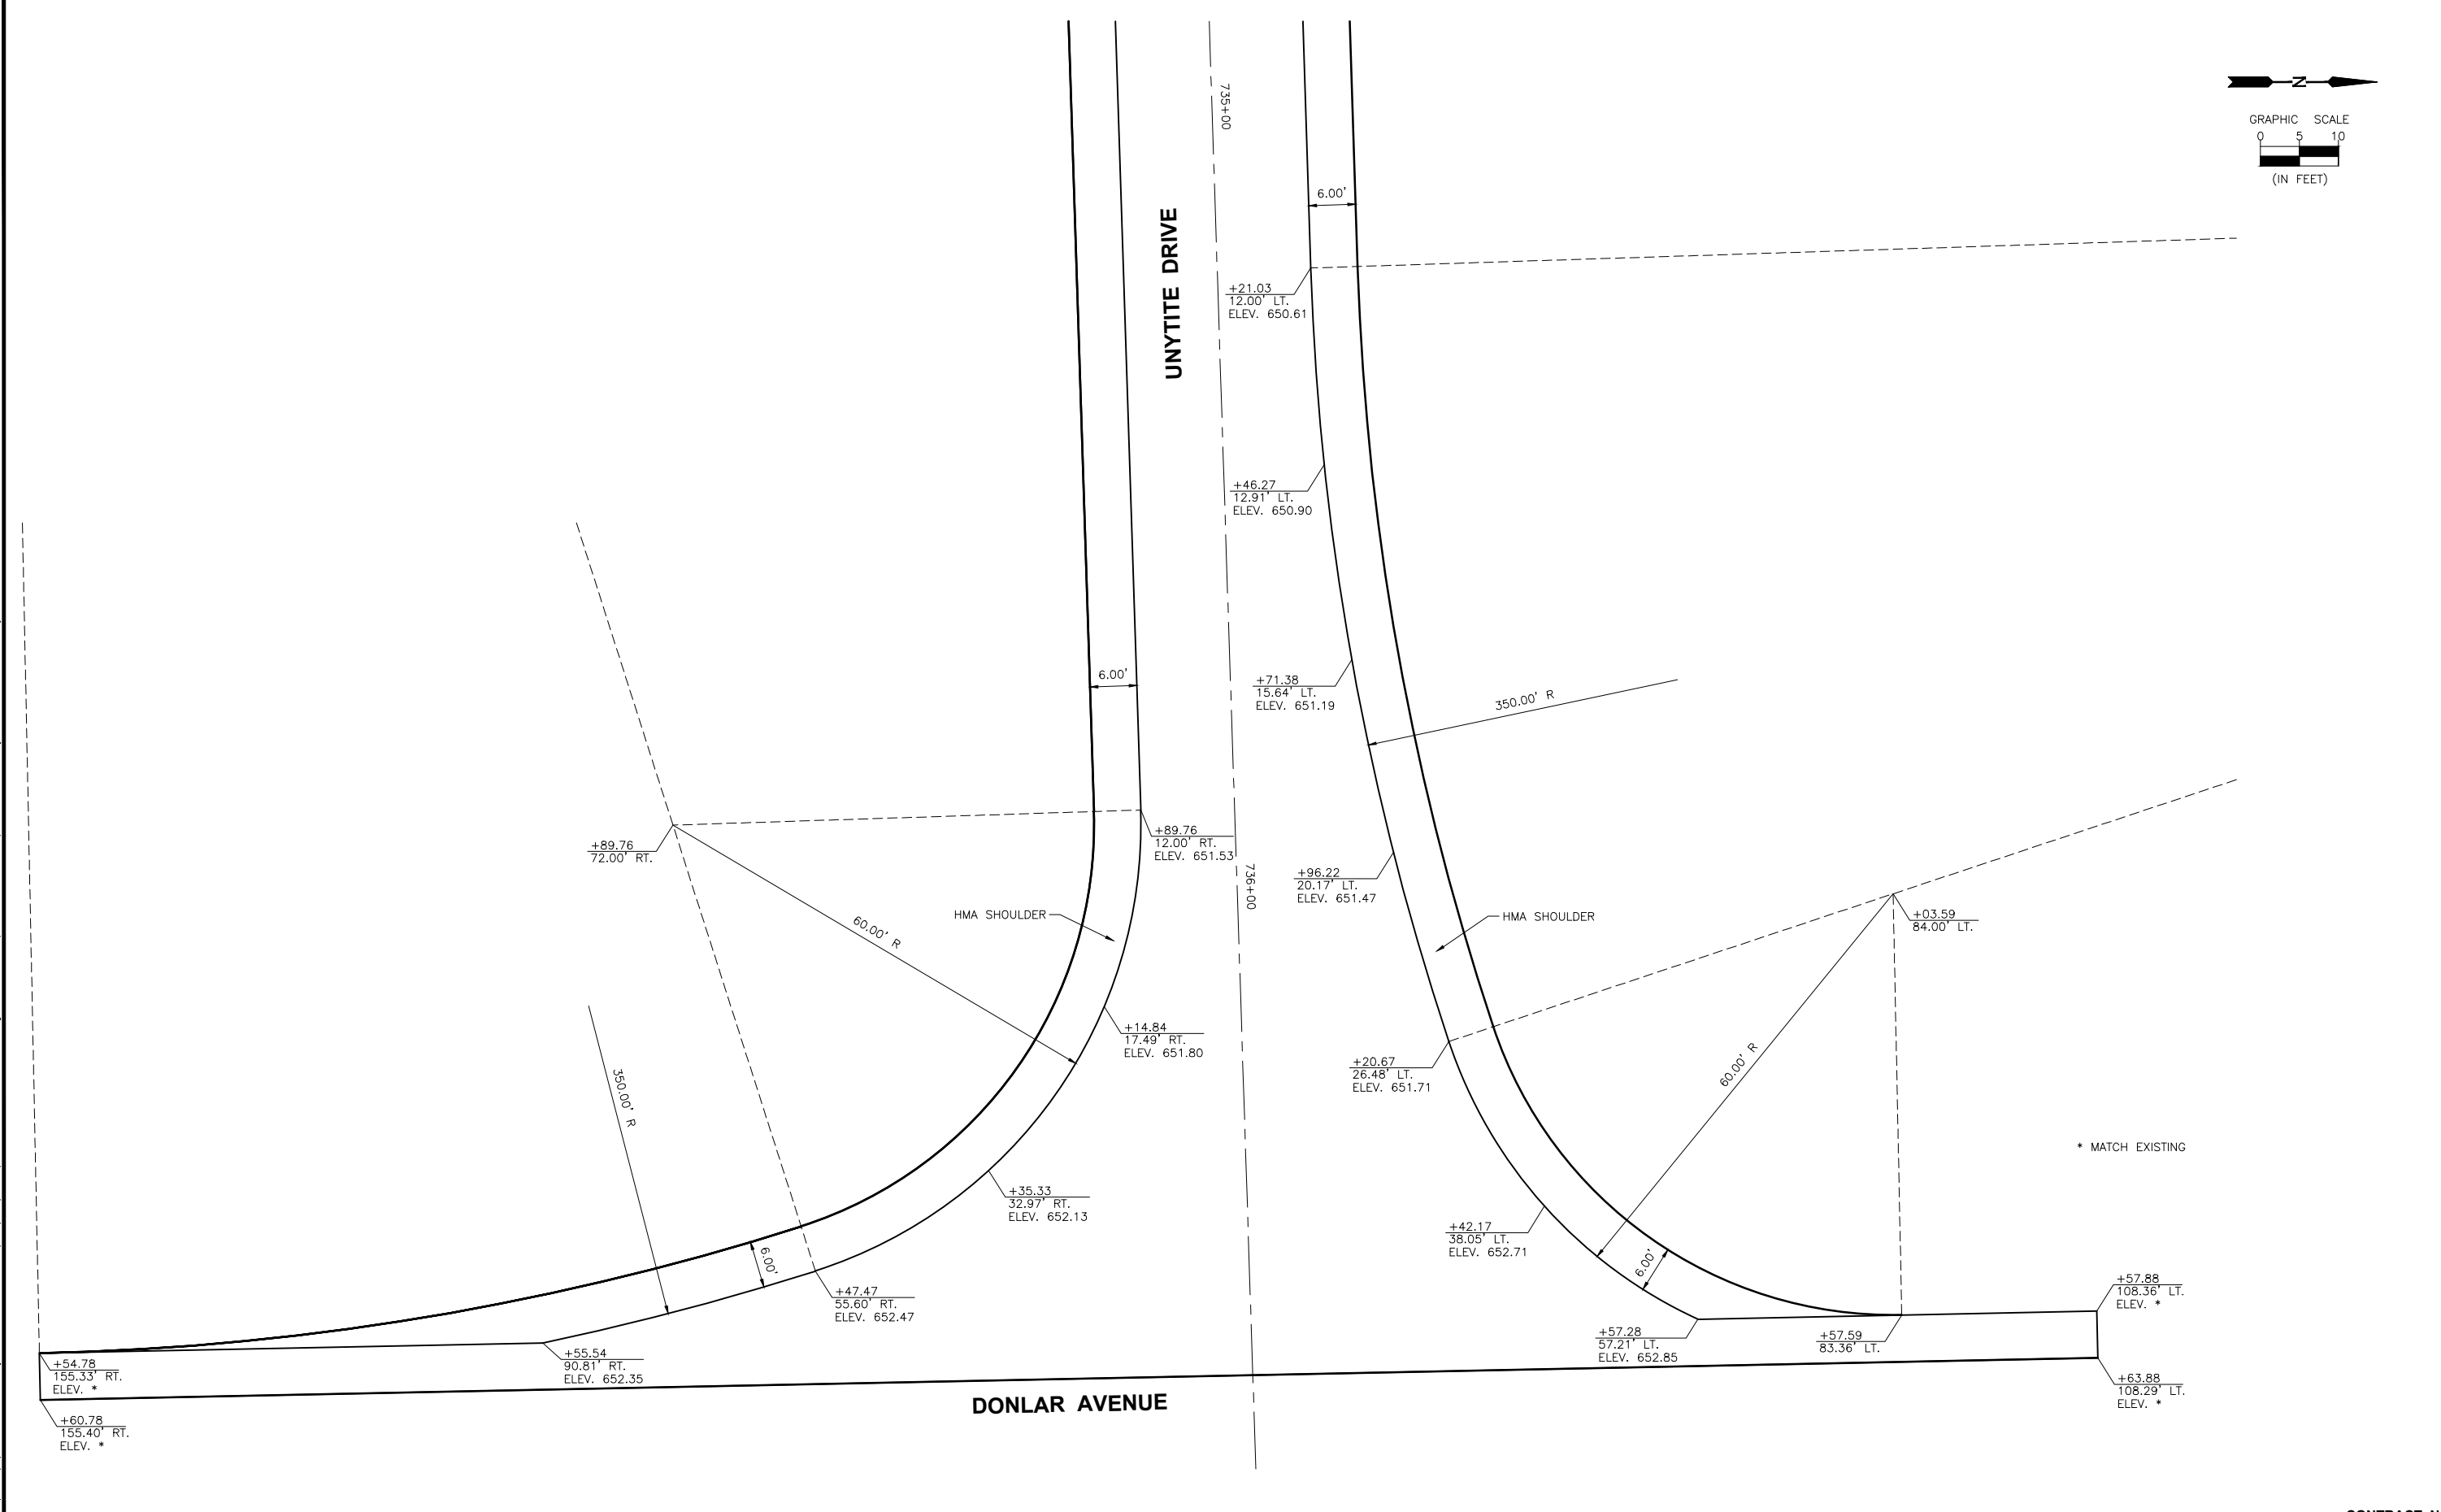 735+00
N
GRAPHIC SCALE
0 5 10
(IN FEET)
6.00'
UNYTITE DRIVE
+21.03
12.00' LT.
ELEV. 650.61
+46.27
12.91' LT.
ELEV. 650.90
6.00'
+71.38
15.64' LT.
ELEV. 651.19
350.00' R
+89.76
72.00' RT.
+89.76
12.00' RT.
ELEV. 651.53
736+00
+96.22
20.17' LT.
ELEV. 651.47
60.00' R
HMA SHOULDER
HMA SHOULDER
+03.59
84.00' LT.
+14.84
17.49' RT.
ELEV. 651.80
350.00' R
+20.67
26.48' LT.
ELEV. 651.71
60.00' R
* MATCH EXISTING
+35.33
32.97' RT.
ELEV. 652.13
+42.17
38.05' LT.
ELEV. 652.71
6.00'
6.00'
+47.47
55.60' RT.
ELEV. 652.47
+57.88
108.36' LT.
ELEV. *
+57.28
57.21' LT.
ELEV. 652.85
+57.59
83.36' LT.
+54.78
155.33' RT.
ELEV. *
+55.54
90.81' RT.
ELEV. 652.35
+63.88
108.29' LT.
ELEV. *
DONLAR AVENUE
+60.78
155.40' RT.
ELEV. *